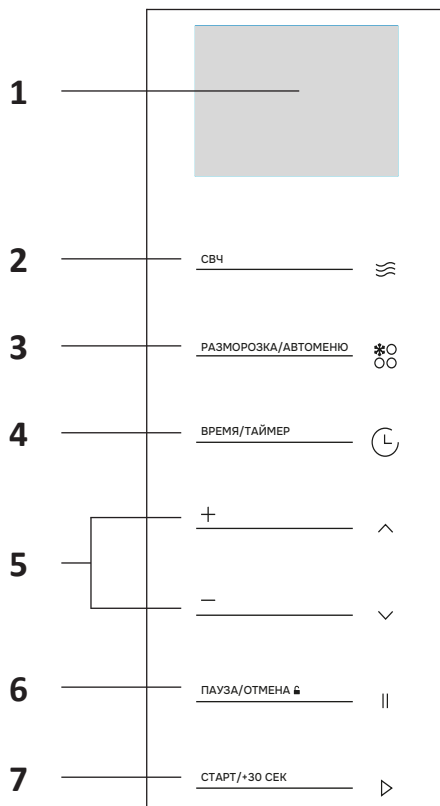 1
2 СВЧ
3 РАЗМОРОЗКА/АВТОМЕНЮ
4 ВРЕМЯ/ТАЙМЕР
+
5
−
6 ПАУЗА/ОТМЕНА
7 СТАРТ/+30 СЕК